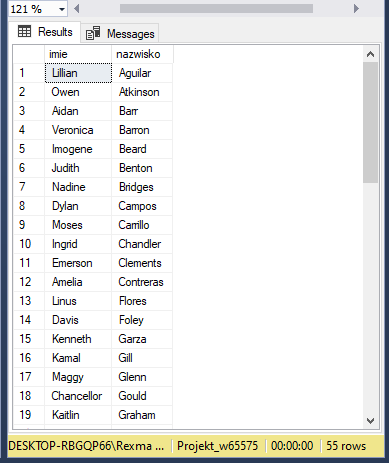 121 %
Results Messages
imie nazwisko
1 Lillian Aguilar
2 Owen Atkinson
3 Aidan Barr
4 Veronica Barron
5 Imogene Beard
6 Judith Benton
7 Nadine Bridges
8 Dylan Campos
9 Moses Carrillo
10 Ingrid Chandler
11 Emerson Clements
12 Amelia Contreras
13 Linus Flores
14 Davis Foley
15 Kenneth Garza
16 Kamal Gill
17 Maggy Glenn
18 Chancellor Gould
19 Kaitlin Graham
DESKTOP-RBGQP66\Rexma ... Projekt_w65575 00:00:00 55 rows